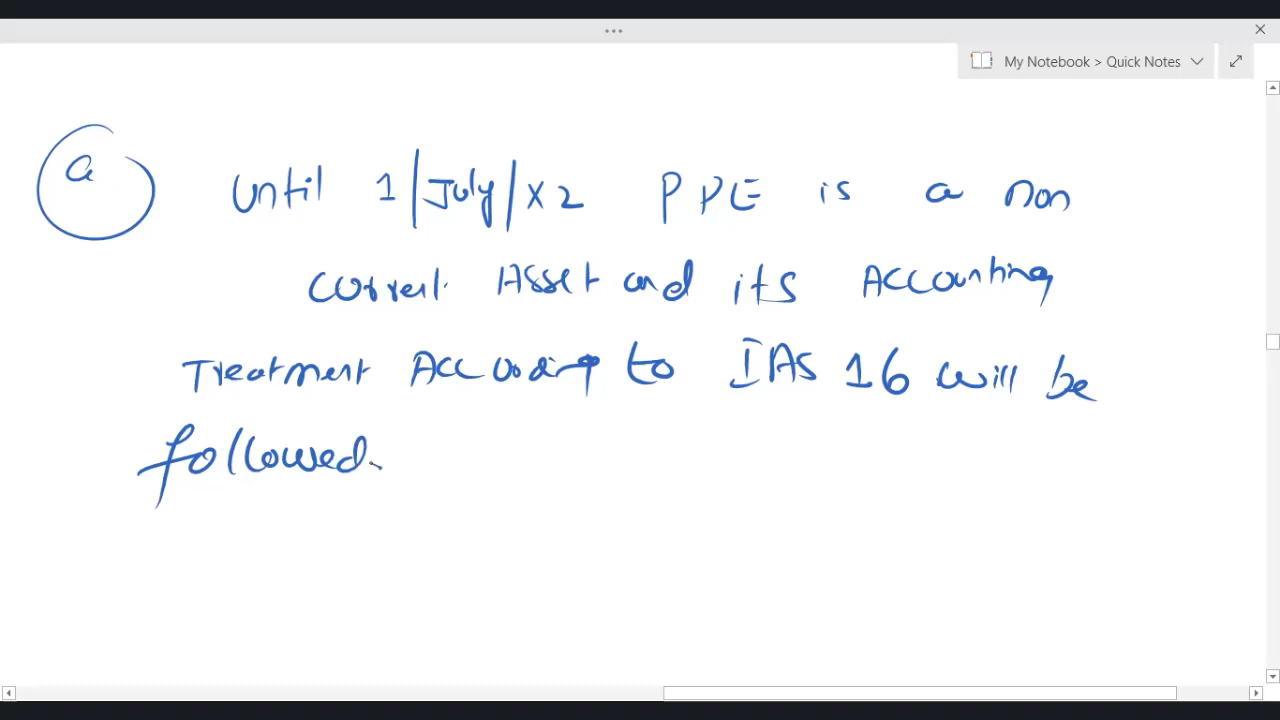 My Notebook > Quick Notes
a until 1/July/X2 PPE is a non
current Asset and its Accounting
Treatment According to IAS 16 will be
followed.